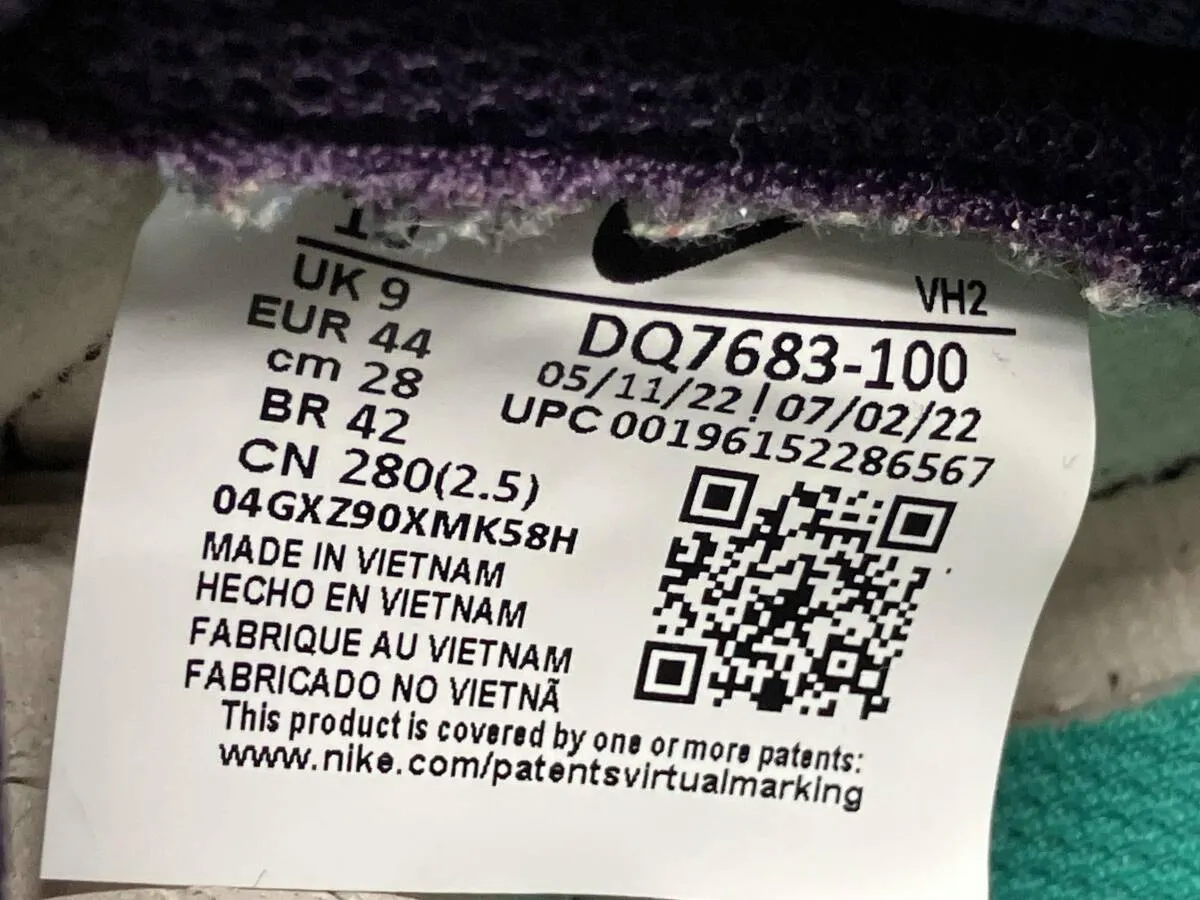 VH2
UK 9
EUR 44
cm 28
BR 42
CN 280(2.5)
04GXZ90XMK58H
DQ7683-100
05/11/22 ! 07/02/22
UPC 00196152286567
MADE IN VIETNAM
HECHO EN VIETNAM
FABRIQUE AU VIETNAM
FABRICADO NO VIETNÃ
This product is covered by one or more patents:
www.nike.com/patentsvirtualmarking